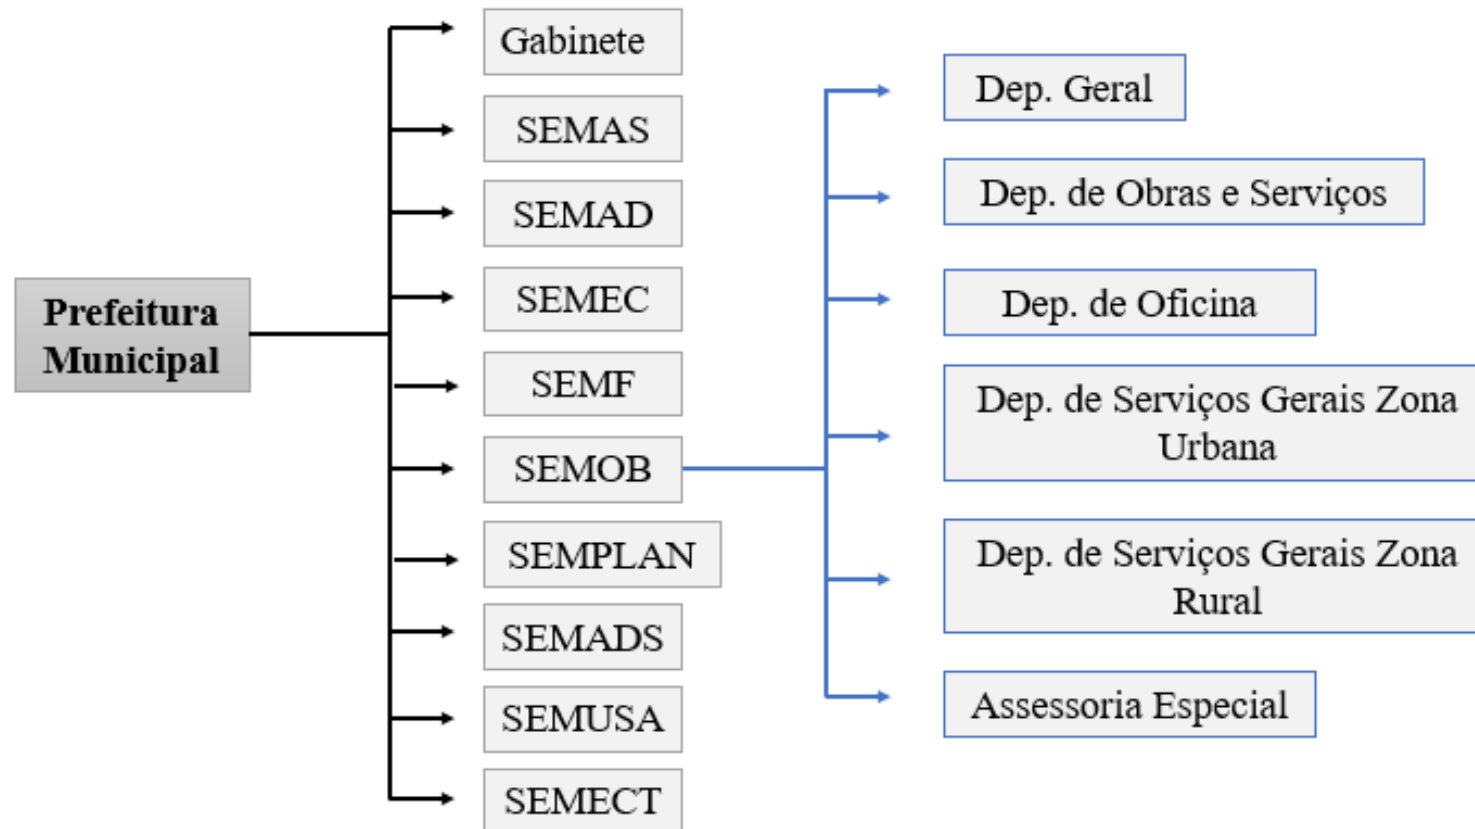 Prefeitura
Municipal
Gabinete
SEMAS
SEMAD
SEMEC
SEMF
SEMOB
SEMPLAN
SEMADS
SEMUSA
SEMECT
Dep. Geral
Dep. de Obras e Serviços
Dep. de Oficina
Dep. de Serviços Gerais Zona
Urbana
Dep. de Serviços Gerais Zona
Rural
Assessoria Especial